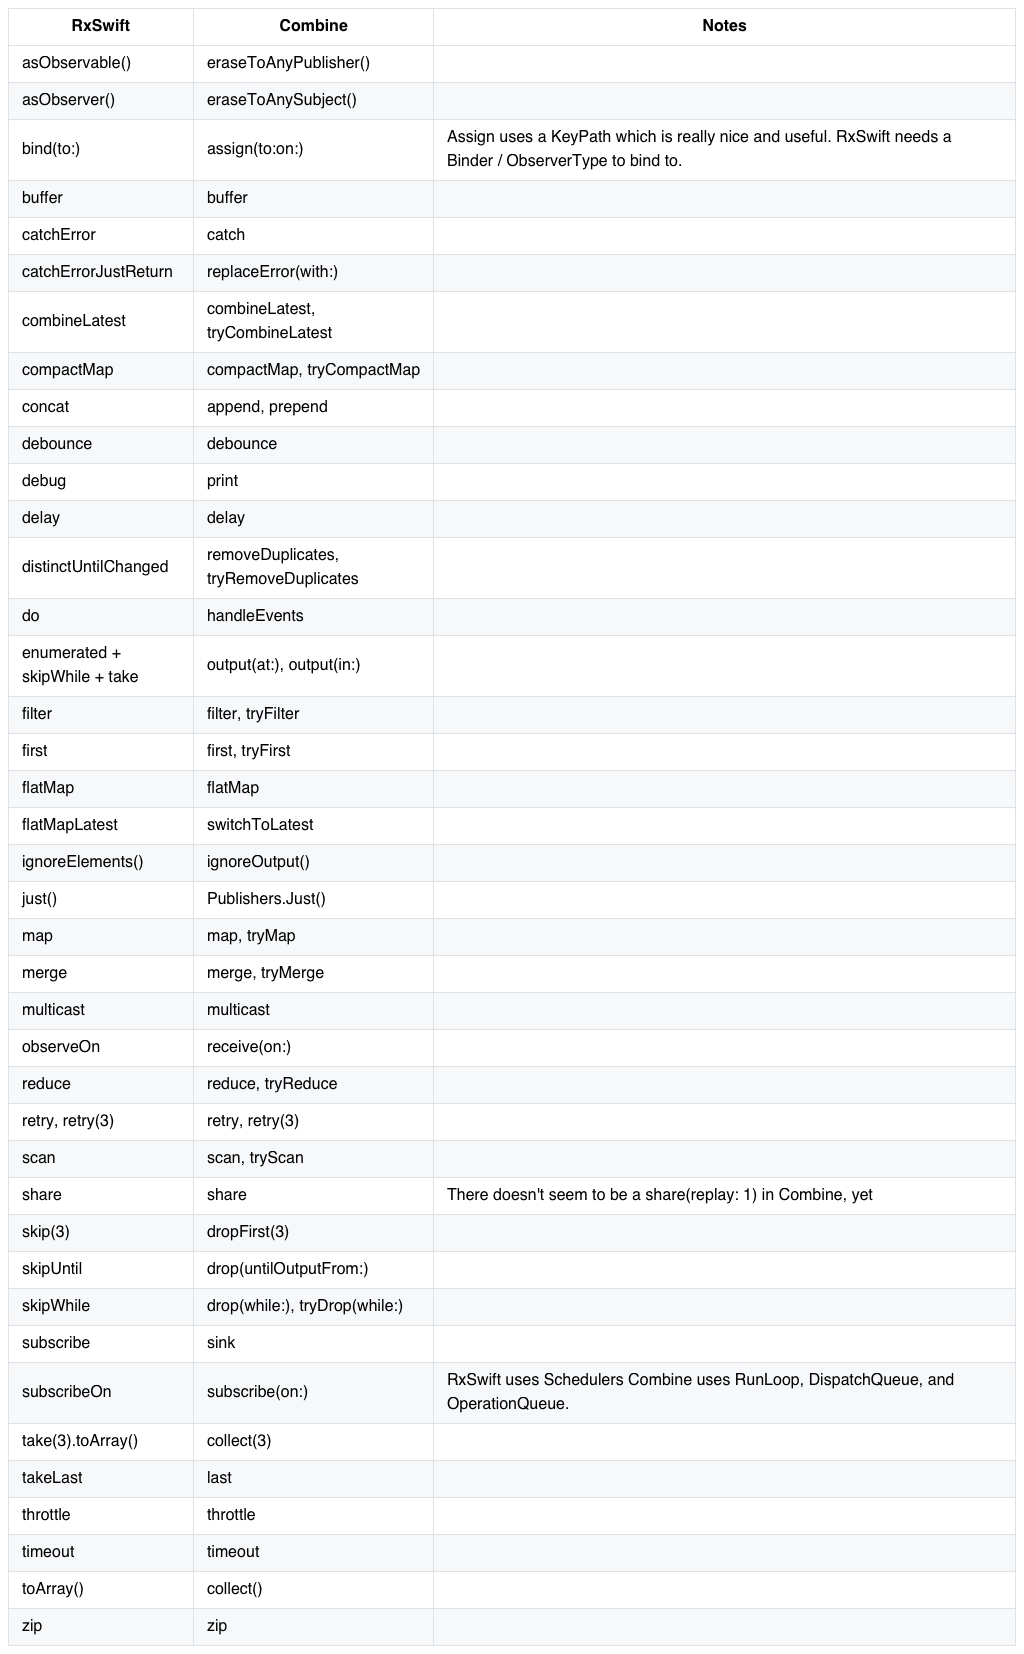 RxSwift Combine Notes
asObservable() eraseToAnyPublisher()
asObserver() eraseToAnySubject()
bind(to:) assign(to:on:) Assign uses a KeyPath which is really nice and useful. RxSwift needs a
Binder / ObserverType to bind to.
buffer buffer
catchError catch
catchErrorJustReturn replaceError(with:)
combineLatest combineLatest,
tryCombineLatest
compactMap compactMap, tryCompactMap
concat append, prepend
debounce debounce
debug print
delay delay
distinctUntilChanged removeDuplicates,
tryRemoveDuplicates
do handleEvents
enumerated +
skipWhile + take output(at:), output(in:)
filter filter, tryFilter
first first, tryFirst
flatMap flatMap
flatMapLatest switchToLatest
ignoreElements() ignoreOutput()
just() Publishers.Just()
map map, tryMap
merge merge, tryMerge
multicast multicast
observeOn receive(on:)
reduce reduce, tryReduce
retry, retry(3) retry, retry(3)
scan scan, tryScan
share share There doesn't seem to be a share(replay: 1) in Combine, yet
skip(3) dropFirst(3)
skipUntil drop(untilOutputFrom:)
skipWhile drop(while:), tryDrop(while:)
subscribe sink
subscribeOn subscribe(on:) RxSwift uses Schedulers Combine uses RunLoop, DispatchQueue, and
OperationQueue.
take(3).toArray() collect(3)
takeLast last
throttle throttle
timeout timeout
toArray() collect()
zip zip